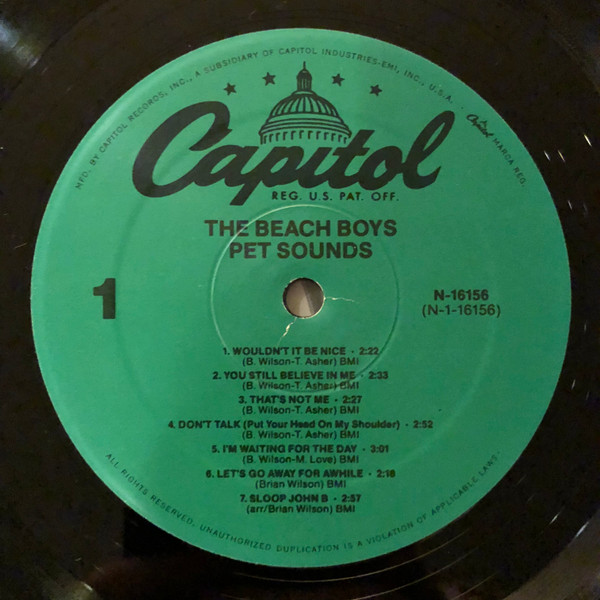 MFD. BY CAPITOL RECORDS, INC., A SUBSIDIARY OF CAPITOL INDUSTRIES-EMI, INC., U.S.A. · Capitol MARCA REG.
Capitol
REG. U.S. PAT. OFF.
THE BEACH BOYS
PET SOUNDS
1
N-16156
(N-1-16156)
1. WOULDN'T IT BE NICE · 2:22
(B. Wilson-T. Asher) BMI
2. YOU STILL BELIEVE IN ME · 2:33
(B. Wilson-T. Asher) BMI
3. THAT'S NOT ME · 2:27
(B. Wilson-T. Asher) BMI
4. DON'T TALK (Put Your Head On My Shoulder) · 2:52
(B. Wilson-T. Asher) BMI
5. I'M WAITING FOR THE DAY · 3:01
(B. Wilson-M. Love) BMI
6. LET'S GO AWAY FOR AWHILE · 2:18
(Brian Wilson) BMI
7. SLOOP JOHN B · 2:57
(arr/Brian Wilson) BMI
ALL RIGHTS RESERVED. UNAUTHORIZED DUPLICATION IS A VIOLATION OF APPLICABLE LAWS.